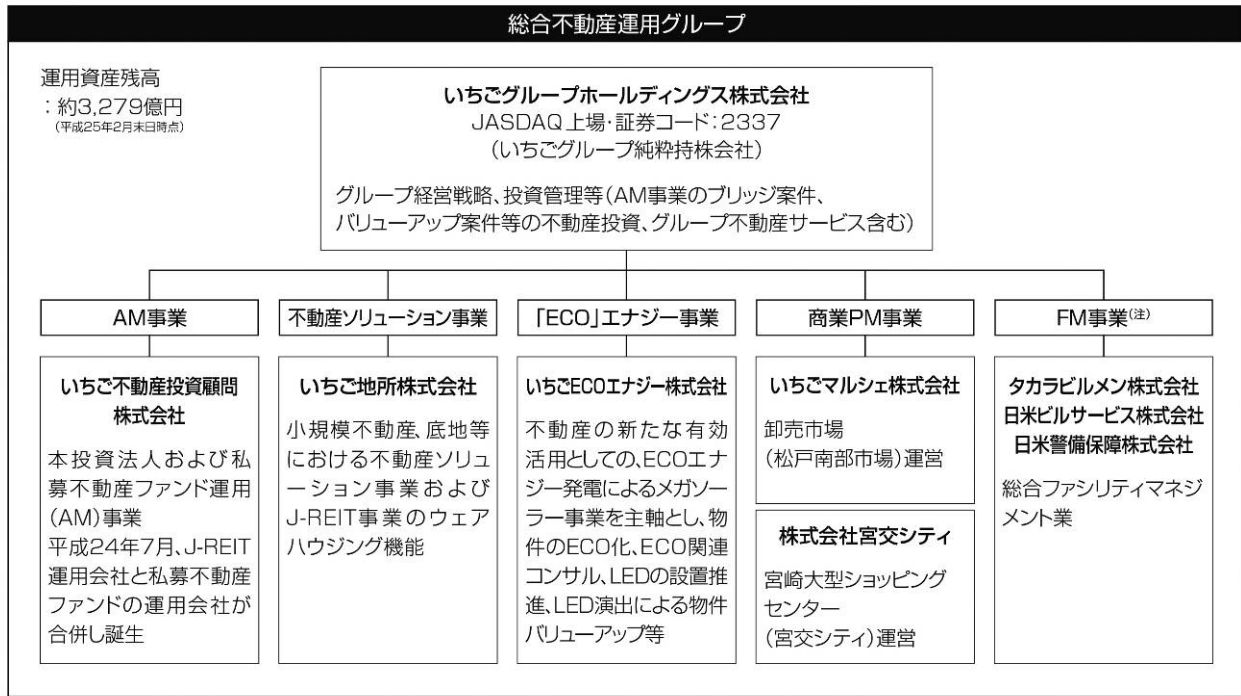 総合不動産運用グループ
運用資産残高
：約3,279億円
(平成25年2月末日時点)
いちごグループホールディングス株式会社
JASDAQ上場・証券コード：2337
（いちごグループ純粋持株会社）
グループ経営戦略、投資管理等（AM事業のブリッジ案件、
バリューアップ案件等の不動産投資、グループ不動産サービス含む）
AM事業
いちご不動産投資顧問
株式会社
本投資法人および私
募不動産ファンド運用
（AM）事業
平成24年7月、J-REIT
運用会社と私募不動産
ファンドの運用会社が
合併し誕生
不動産ソリューション事業
いちご地所株式会社
小規模不動産、底地等
における不動産ソリュ
ーション事業および
J-REIT事業のウェア
ハウジング機能
「ECO」エナジー事業
いちごECOエナジー株式会社
不動産の新たな有効
活用としての、ECOエナ
ジー発電によるメガソー
ラー事業を主軸とし、物
件のECO化、ECO関連
コンサル、LEDの設置推
進、LED演出による物件
バリューアップ等
商業PM事業
いちごマルシェ株式会社
卸売市場
（松戸南部市場）運営
株式会社宮交シティ
宮崎大型ショッピング
センター
（宮交シティ）運営
FM事業(注)
タカラビルメン株式会社
日米ビルサービス株式会社
日米警備保障株式会社
総合ファシリティマネジ
メント業